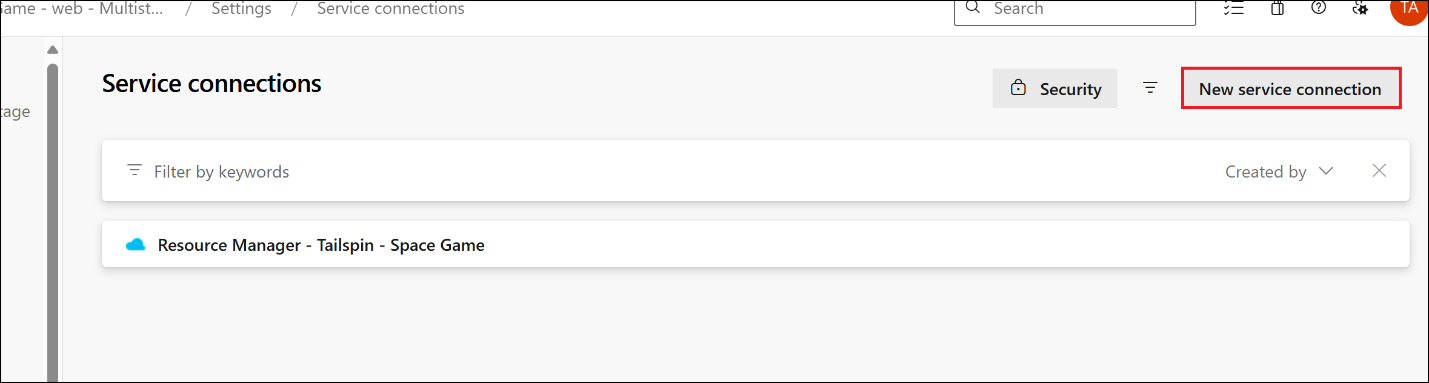 Game - web - Multist... / Settings / Service connections
Search
TA
tage
Service connections
Security
New service connection
Filter by keywords
Created by
Resource Manager - Tailspin - Space Game